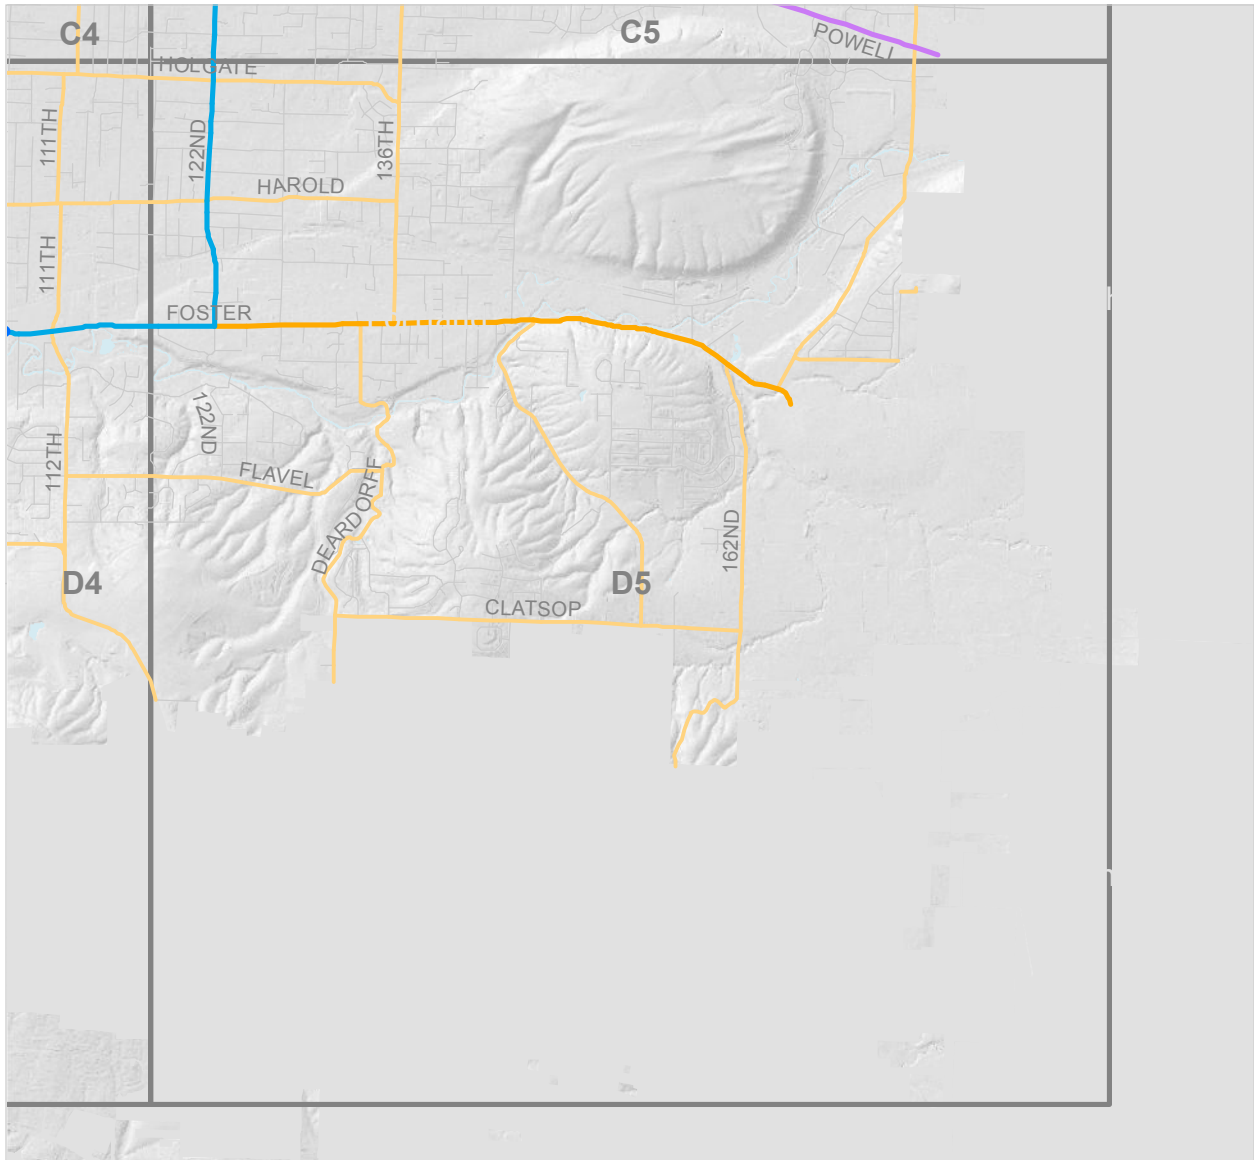 C4
C5
POWELL
HOLGATE
111TH
122ND
136TH
HAROLD
111TH
FOSTER
122ND
112TH
FLAVEL
DEARDORFF
162ND
D4
D5
CLATSOP